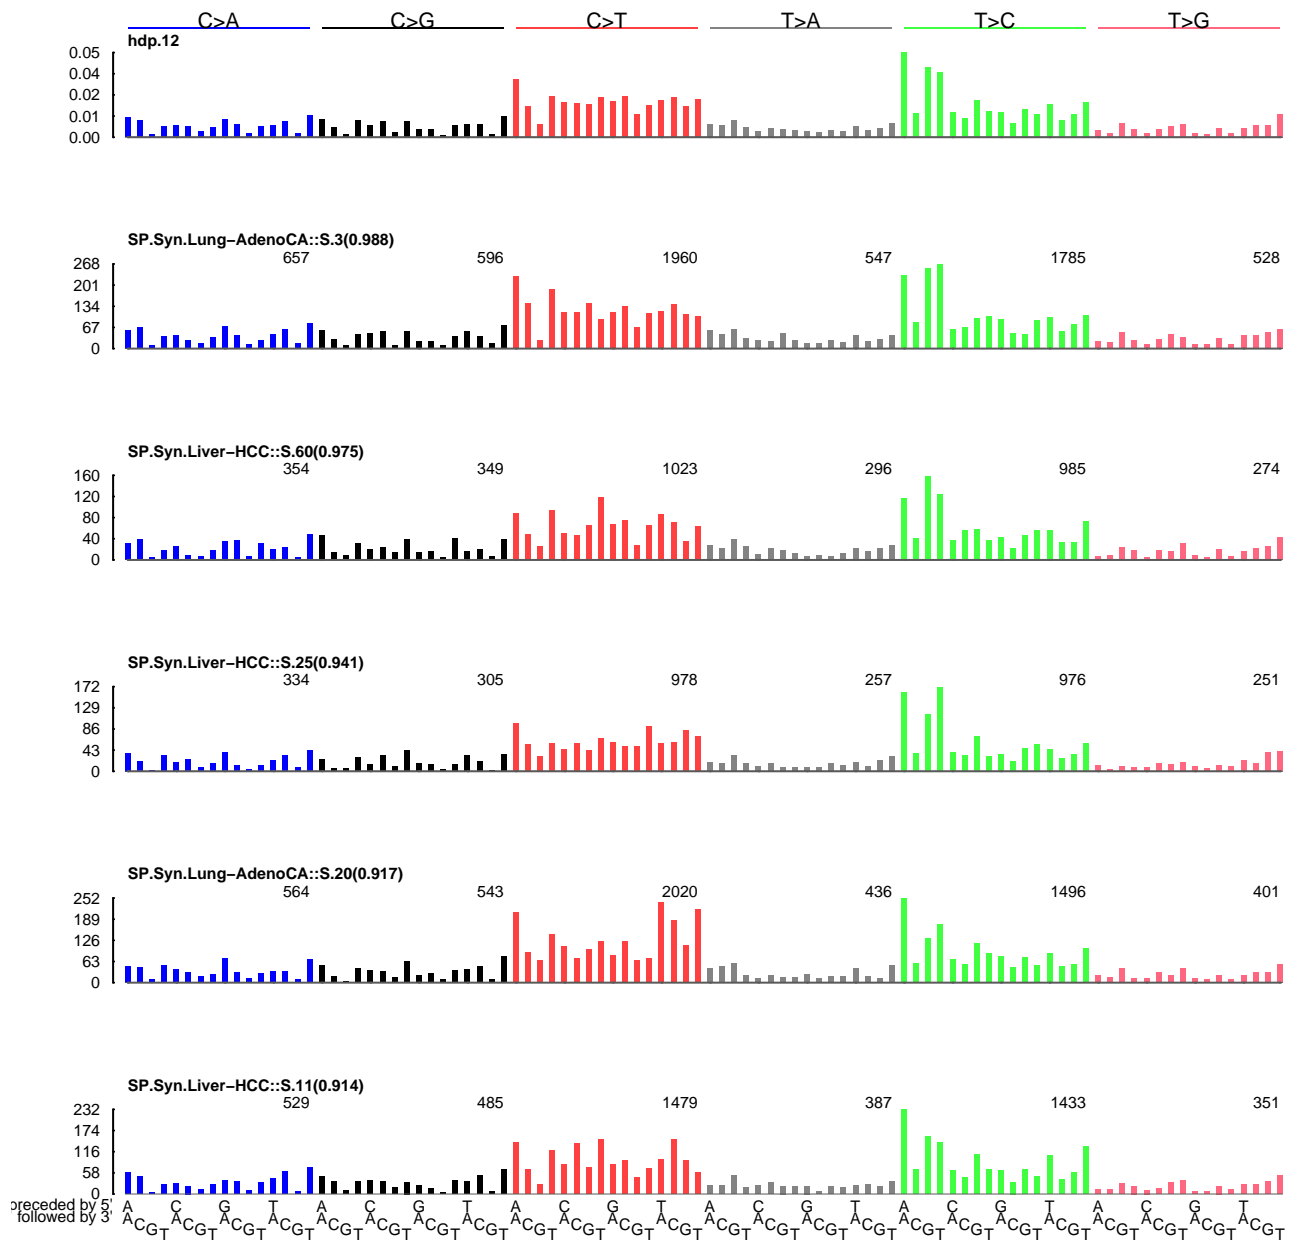 C>A C>G C>T T>A T>C T>G
hdp.12
0.05
0.04
0.02
0.01
0.00
SP.Syn.Lung−AdenoCA::S.3(0.988)
657 596 1960 547 1785 528
268
201
134
67
0
SP.Syn.Liver−HCC::S.60(0.975)
354 349 1023 296 985 274
160
120
80
40
0
SP.Syn.Liver−HCC::S.25(0.941)
334 305 978 257 976 251
172
129
86
43
0
SP.Syn.Lung−AdenoCA::S.20(0.917)
564 543 2020 436 1496 401
252
189
126
63
0
SP.Syn.Liver−HCC::S.11(0.914)
529 485 1479 387 1433 351
232
174
116
58
0
preceded by 5' A C G T A C G T A C G T A C G T A C G T A C G T
followed by 3' A C G T A C G T A C G T A C G T A C G T A C G T A C G T A C G T A C G T A C G T A C G T A C G T A C G T A C G T A C G T A C G T A C G T A C G T A C G T A C G T A C G T A C G T A C G T A C G T